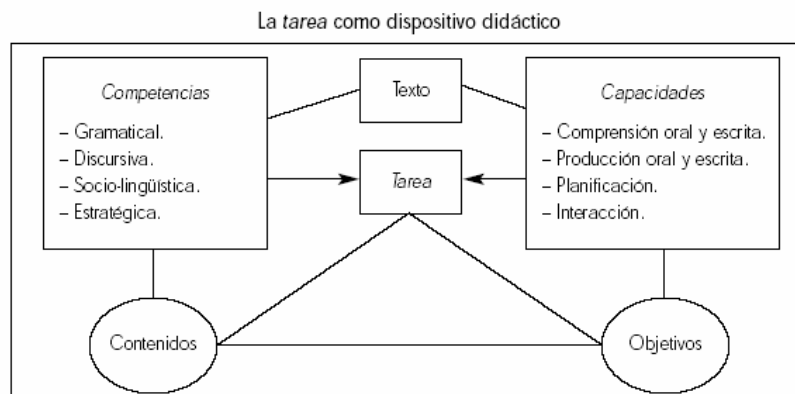 La tarea como dispositivo didáctico
Competencias
– Gramatical.
– Discursiva.
– Socio-lingüística.
– Estratégica.
Texto
Tarea
Capacidades
– Comprensión oral y escrita.
– Producción oral y escrita.
– Planificación.
– Interacción.
Contenidos
Objetivos